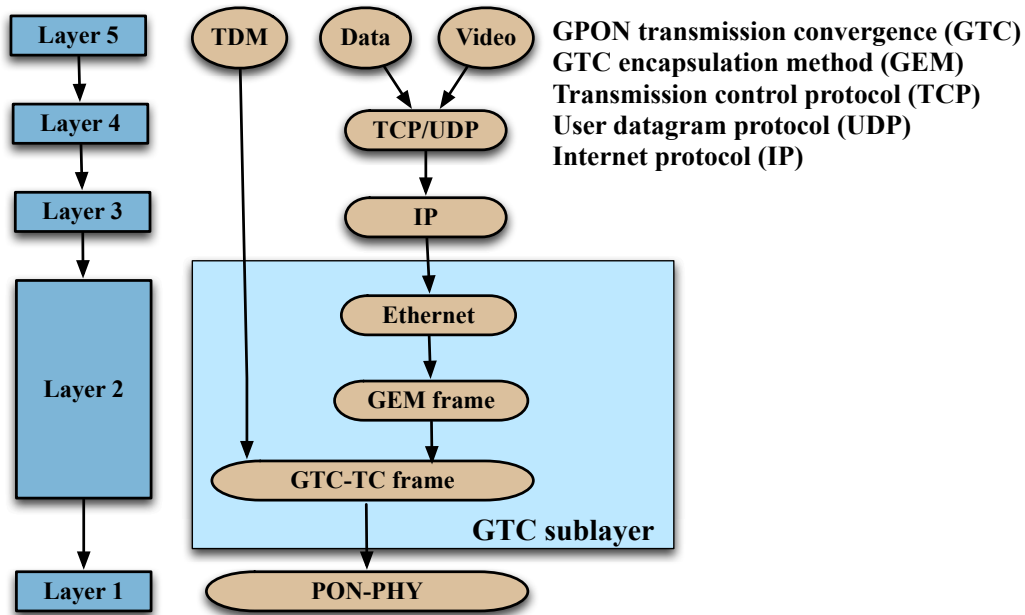 Layer 5
TDM
Data
Video
GPON transmission convergence (GTC)
GTC encapsulation method (GEM)
Transmission control protocol (TCP)
User datagram protocol (UDP)
Internet protocol (IP)
Layer 4
TCP/UDP
Layer 3
IP
Ethernet
Layer 2
GEM frame
GTC-TC frame
GTC sublayer
Layer 1
PON-PHY